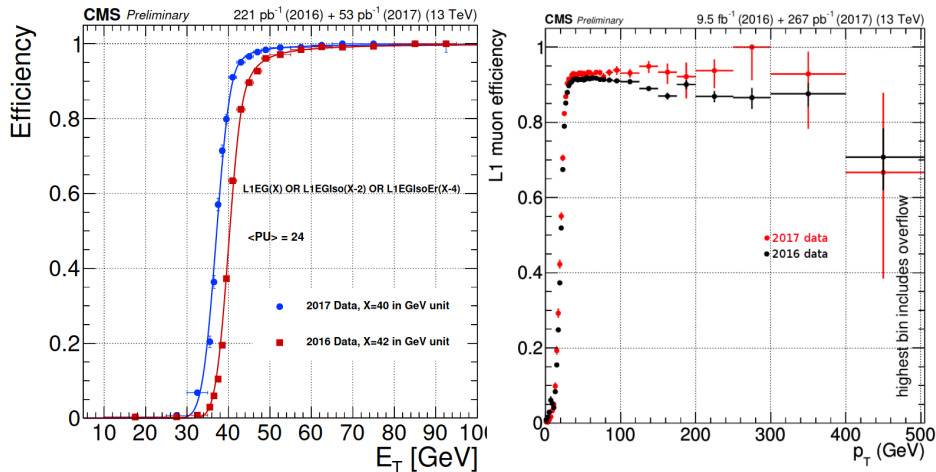 CMS Preliminary 221 pb⁻¹ (2016) + 53 pb⁻¹ (2017) (13 TeV)
Efficiency
1
0.8
0.6
0.4
0.2
0
L1EG(X) OR L1EGIso(X-2) OR L1EGIsoEr(X-4)
<PU> = 24
2017 Data, X=40 in GeV unit
2016 Data, X=42 in GeV unit
10 20 30 40 50 60 70 80 90 100
E_T [GeV]
CMS Preliminary 9.5 fb⁻¹ (2016) + 267 pb⁻¹ (2017) (13 TeV)
L1 muon efficiency
1
0.8
0.6
0.4
0.2
0
2017 data
2016 data
highest bin includes overflow
0 100 200 300 400 500
p_T (GeV)